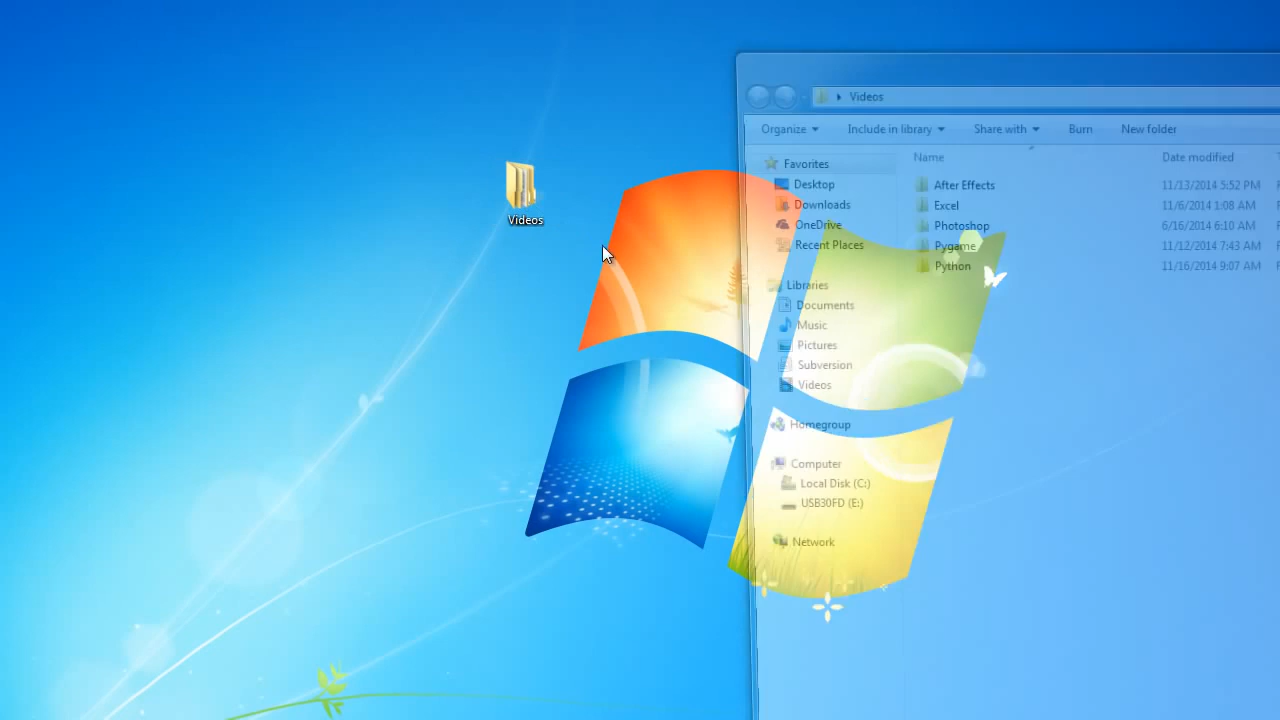 Videos
Videos
Organize Include in library Share with Burn New folder
Name Date modified
Favorites
Desktop
Downloads
OneDrive
Recent Places
Libraries
Documents
Music
Pictures
Subversion
Videos
Homegroup
Computer
Local Disk (C:)
USB30FD (E:)
Network
After Effects 11/13/2014 5:52 PM
Excel 11/6/2014 1:08 AM
Photoshop 6/16/2014 6:10 AM
Pygame 11/12/2014 7:43 AM
Python 11/16/2014 9:07 AM